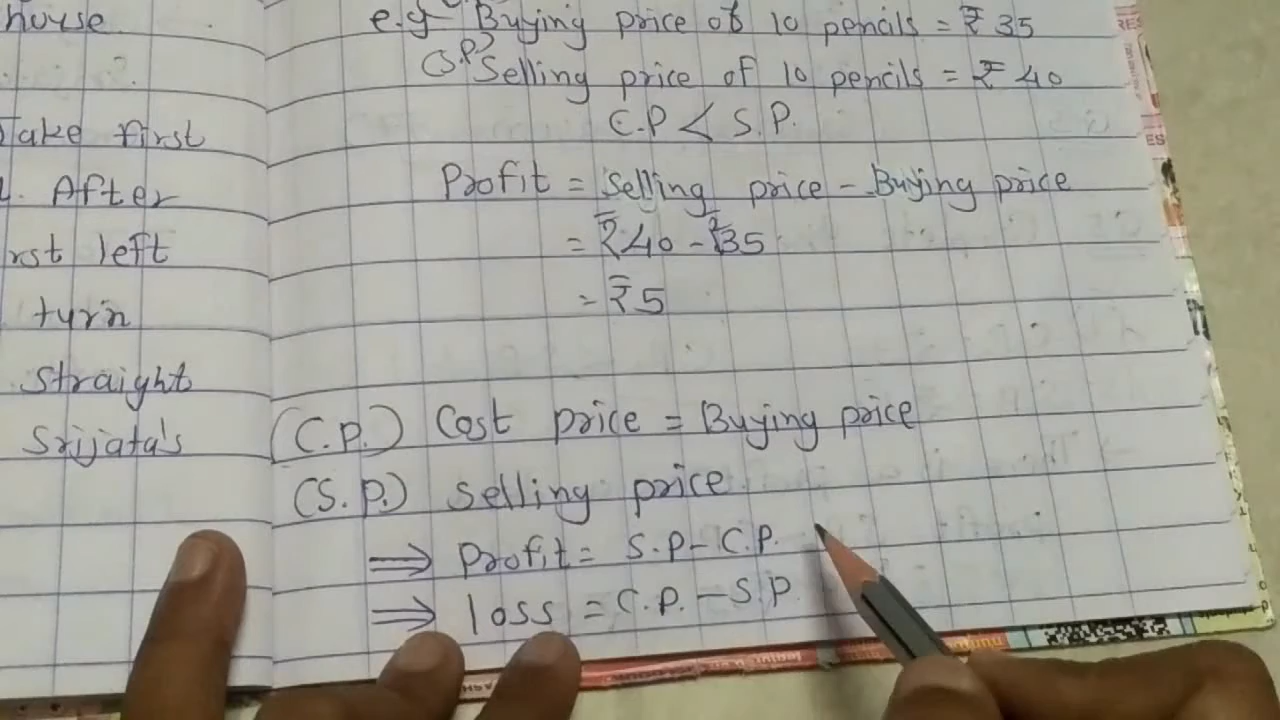 house.
Take first
After
rst left
turn
Straight
Srijata's
e.g Buying price of 10 pencils = ₹ 35
(S.P) Selling price of 10 pencils = ₹ 40
C.P < S.P.
Profit = Selling price - Buying price
= ₹40 - ₹35
= ₹5
(C.P.) Cost price = Buying price
(S.P.) Selling price
⟹ Profit = S.P - C.P.
⟹ loss = C.P. - S.P.